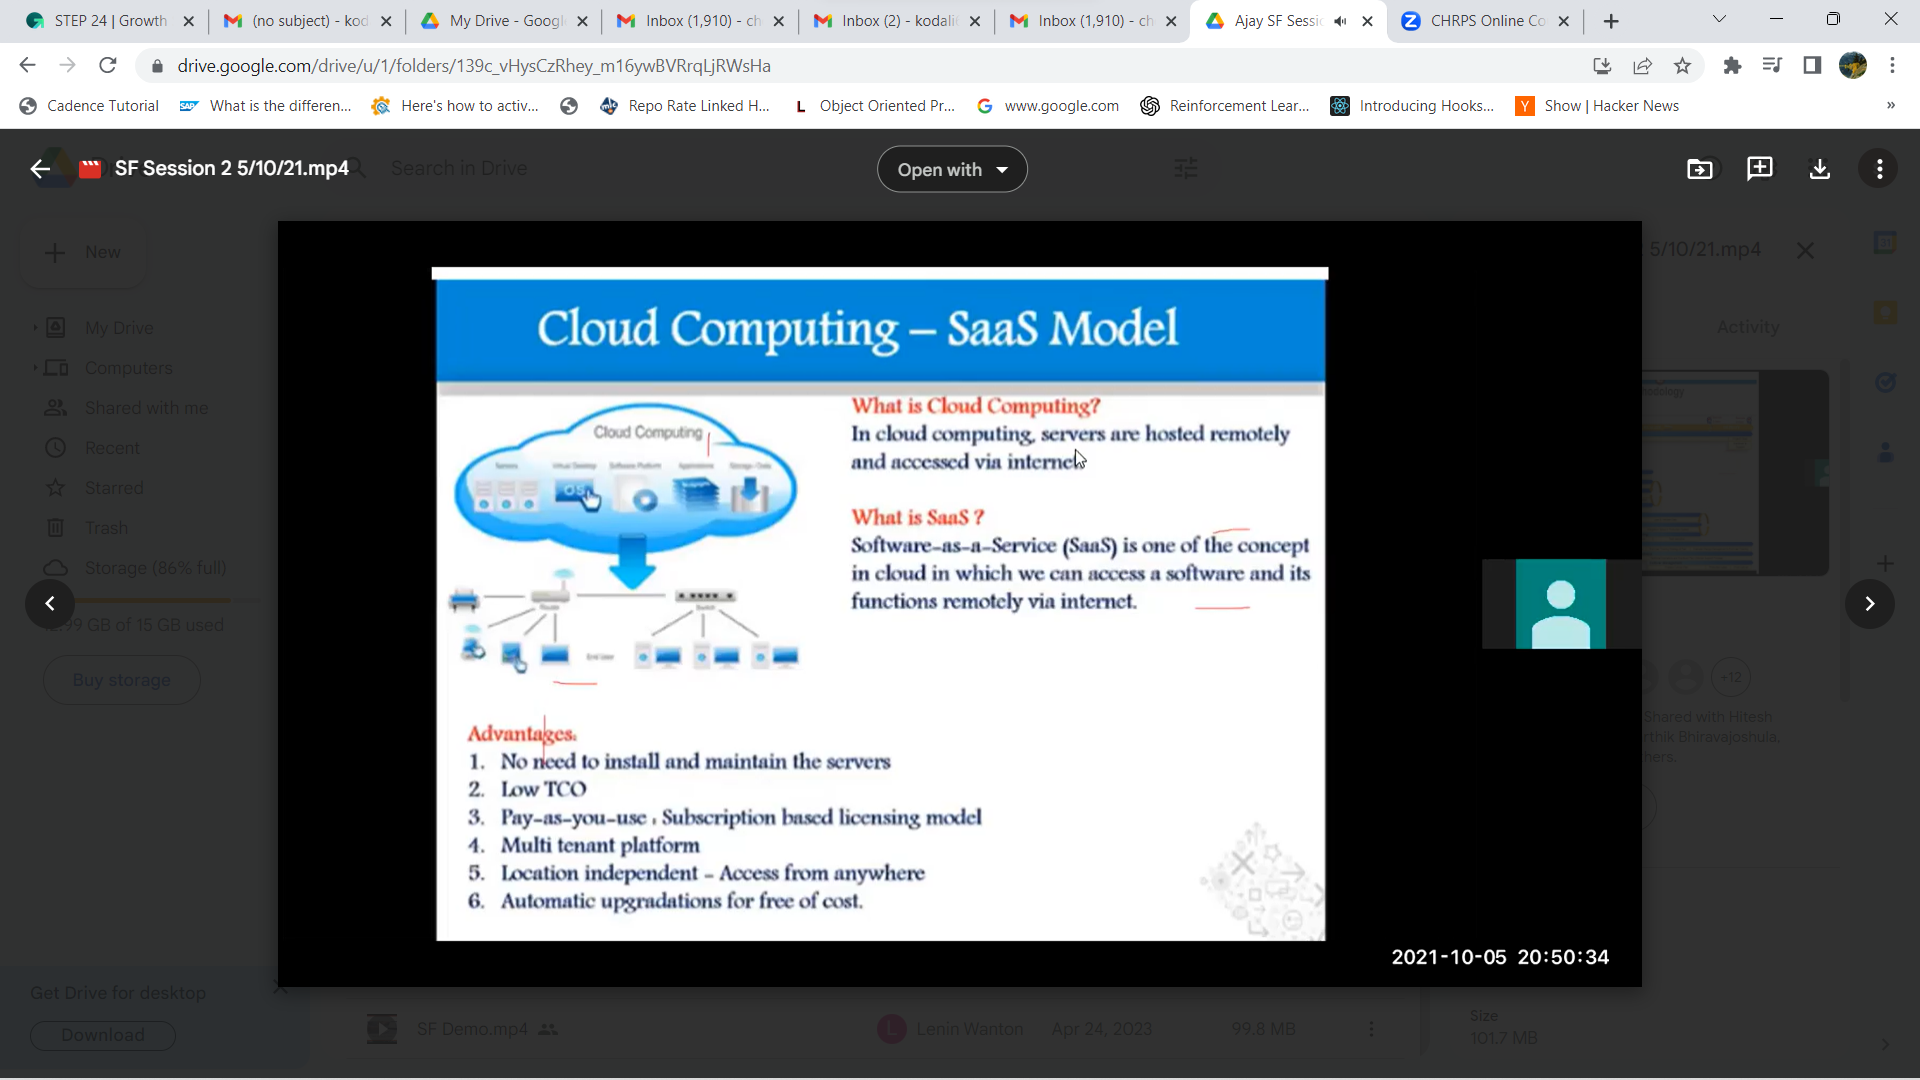 STEP 24 | Growth
(no subject) - kod
My Drive - Googl
Inbox (1,910) - ch
Inbox (2) - kodali
Inbox (1,910) - ch
Ajay SF Sessi
CHRPS Online Co
drive.google.com/drive/u/1/folders/139c_vHysCzRhey_m16ywBVRrqLjRWsHa
Cadence Tutorial
What is the differen...
Here's how to activ...
Repo Rate Linked H...
Object Oriented Pr...
www.google.com
Reinforcement Lear...
Introducing Hooks...
Show | Hacker News
SF Session 2 5/10/21.mp4
Search in Drive
Open with
New
5/10/21.mp4
My Drive
Computers
Shared with me
Recent
Starred
Trash
Storage (86% full)
.99 GB of 15 GB used
Buy storage
Activity
Cloud Computing – SaaS Model
Cloud Computing
OS
What is Cloud Computing?
In cloud computing, servers are hosted remotely
and accessed via internet
What is SaaS ?
Software-as-a-Service (SaaS) is one of the concept
in cloud in which we can access a software and its
functions remotely via internet.
Advantages:
1. No need to install and maintain the servers
2. Low TCO
3. Pay-as-you-use , Subscription based licensing model
4. Multi tenant platform
5. Location independent – Access from anywhere
6. Automatic upgradations for free of cost.
2021-10-05 20:50:34
+12
Shared with Hitesh
rthik Bhiravajoshula,
hers.
Get Drive for desktop
Download
SF Demo.mp4
Lenin Wanton
Apr 24, 2023
99.8 MB
Size
101.7 MB